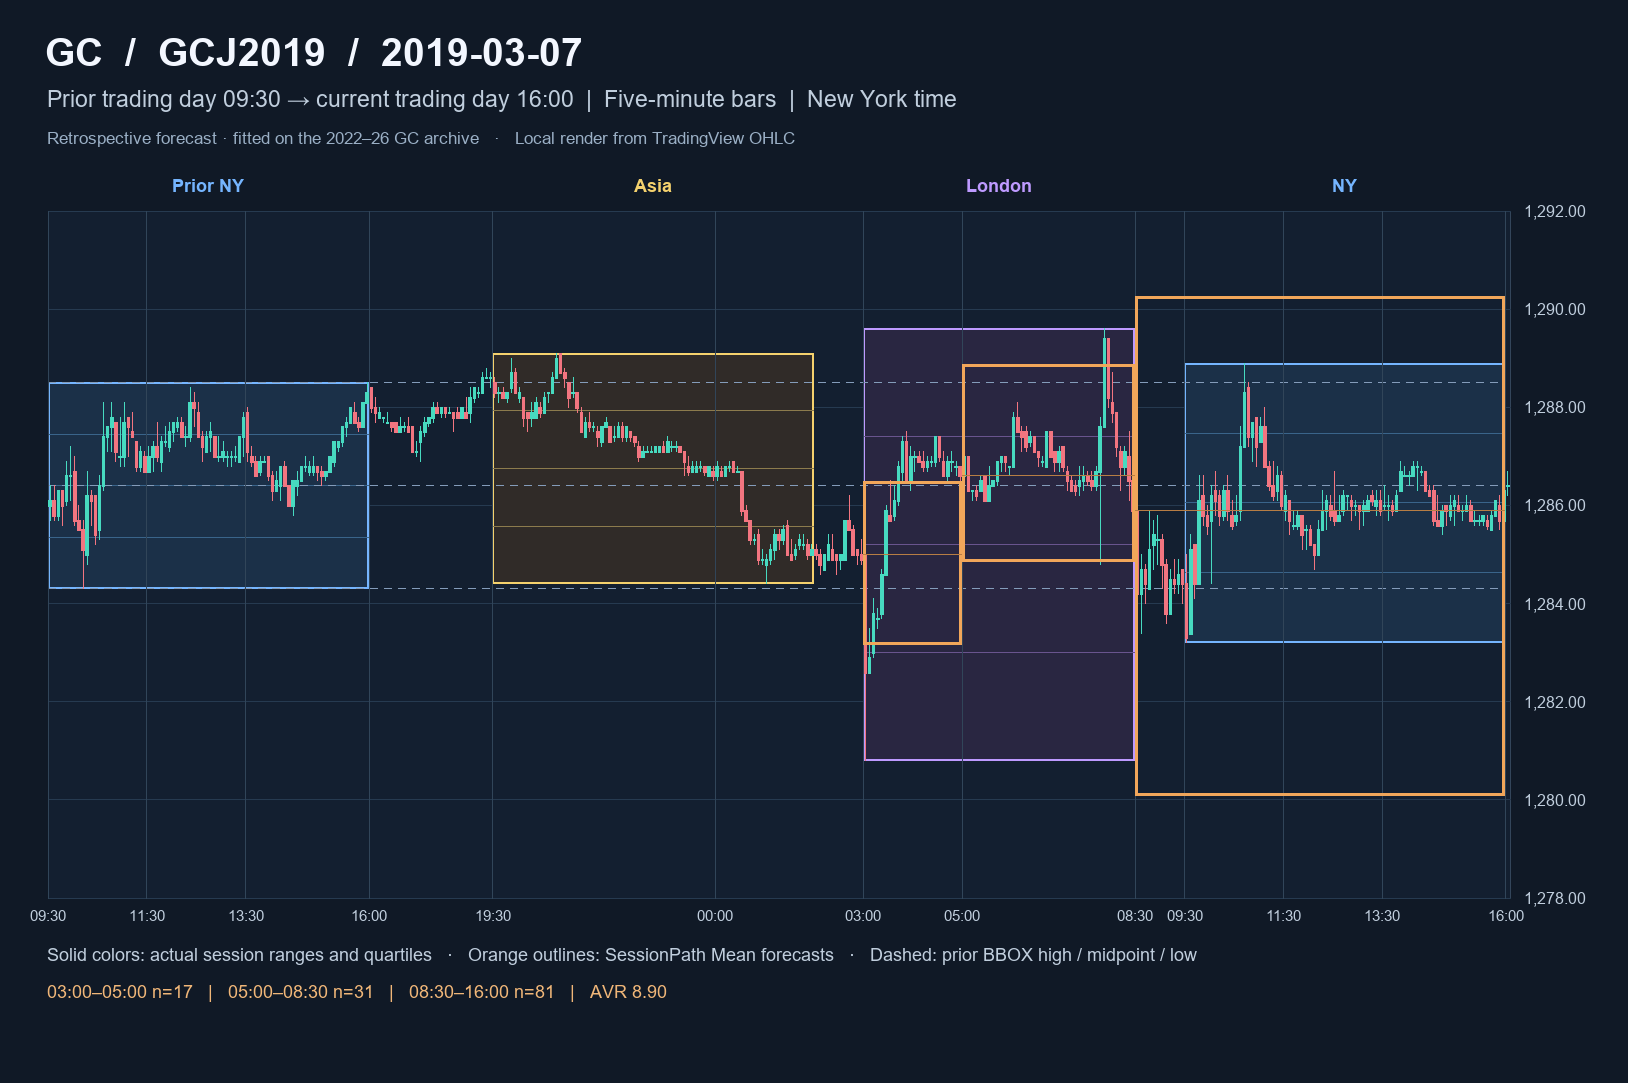 GC / GCJ2019 / 2019-03-07
Prior trading day 09:30 → current trading day 16:00 | Five-minute bars | New York time
Retrospective forecast · fitted on the 2022–26 GC archive · Local render from TradingView OHLC
Prior NY Asia London NY
1,292.00
1,290.00
1,288.00
1,286.00
1,284.00
1,282.00
1,280.00
1,278.00
09:30 11:30 13:30 16:00 19:30 00:00 03:00 05:00 08:30 09:30 11:30 13:30 16:00
Solid colors: actual session ranges and quartiles · Orange outlines: SessionPath Mean forecasts · Dashed: prior BBOX high / midpoint / low
03:00–05:00 n=17 | 05:00–08:30 n=31 | 08:30–16:00 n=81 | AVR 8.90